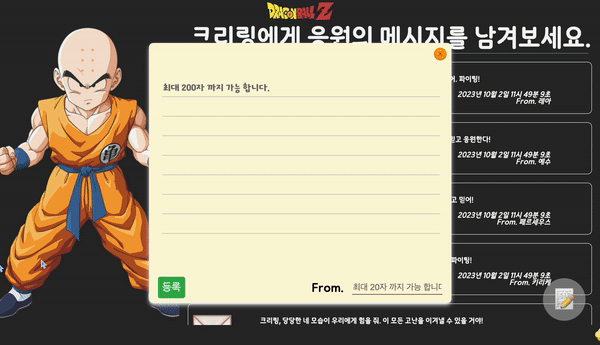 DRAGON BALL Z
크리링에게 응원의 메시지를 남겨보세요.
최대 200자 까지 가능 합니다.
파이팅!
2023년 10월 2일 11시 49분 9초
From. 레아
믿고 응원한다!
2023년 10월 2일 11시 49분 9초
From. 예수
고 믿어!
2023년 10월 2일 11시 49분 9초
From. 페르세우스
파이팅!
2023년 10월 2일 11시 49분 9초
From. 키리케
등록
From. 최대 20자 까지 가능 합니다
크리링, 당당한 네 모습이 우리에게 힘을 줘. 이 모든 고난을 이겨낼 수 있을 거야!